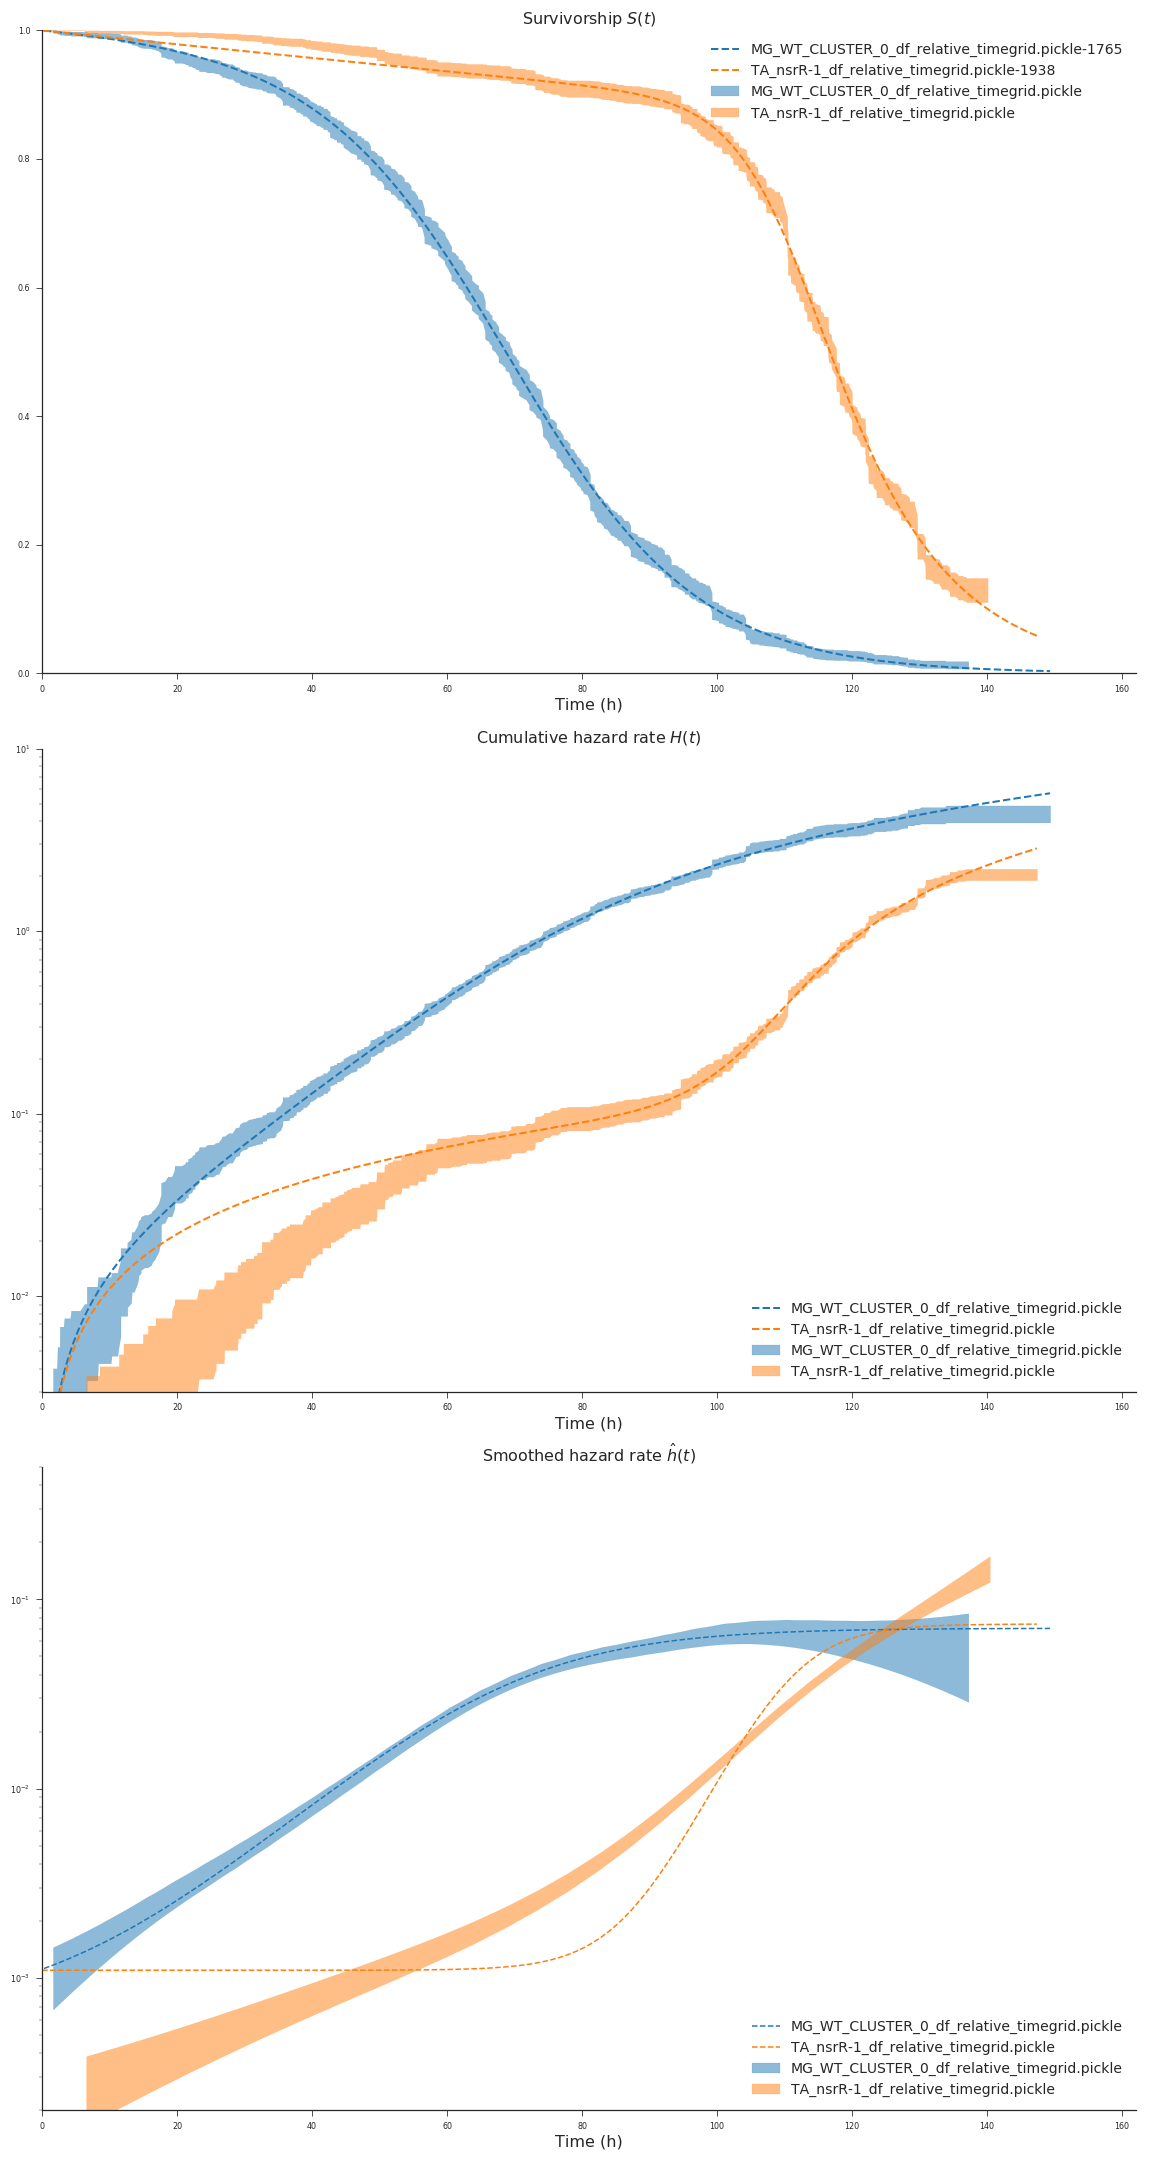 Survivorship S(t)
1.0
0.8
0.6
0.4
0.2
0.0
MG_WT_CLUSTER_0_df_relative_timegrid.pickle-1765
TA_nsrR-1_df_relative_timegrid.pickle-1938
MG_WT_CLUSTER_0_df_relative_timegrid.pickle
TA_nsrR-1_df_relative_timegrid.pickle
0 20 40 60 80 100 120 140 160
Time (h)
Cumulative hazard rate H(t)
10¹
10⁰
10⁻¹
10⁻²
MG_WT_CLUSTER_0_df_relative_timegrid.pickle
TA_nsrR-1_df_relative_timegrid.pickle
MG_WT_CLUSTER_0_df_relative_timegrid.pickle
TA_nsrR-1_df_relative_timegrid.pickle
0 20 40 60 80 100 120 140 160
Time (h)
Smoothed hazard rate ĥ(t)
10⁻¹
10⁻²
10⁻³
MG_WT_CLUSTER_0_df_relative_timegrid.pickle
TA_nsrR-1_df_relative_timegrid.pickle
MG_WT_CLUSTER_0_df_relative_timegrid.pickle
TA_nsrR-1_df_relative_timegrid.pickle
0 20 40 60 80 100 120 140 160
Time (h)